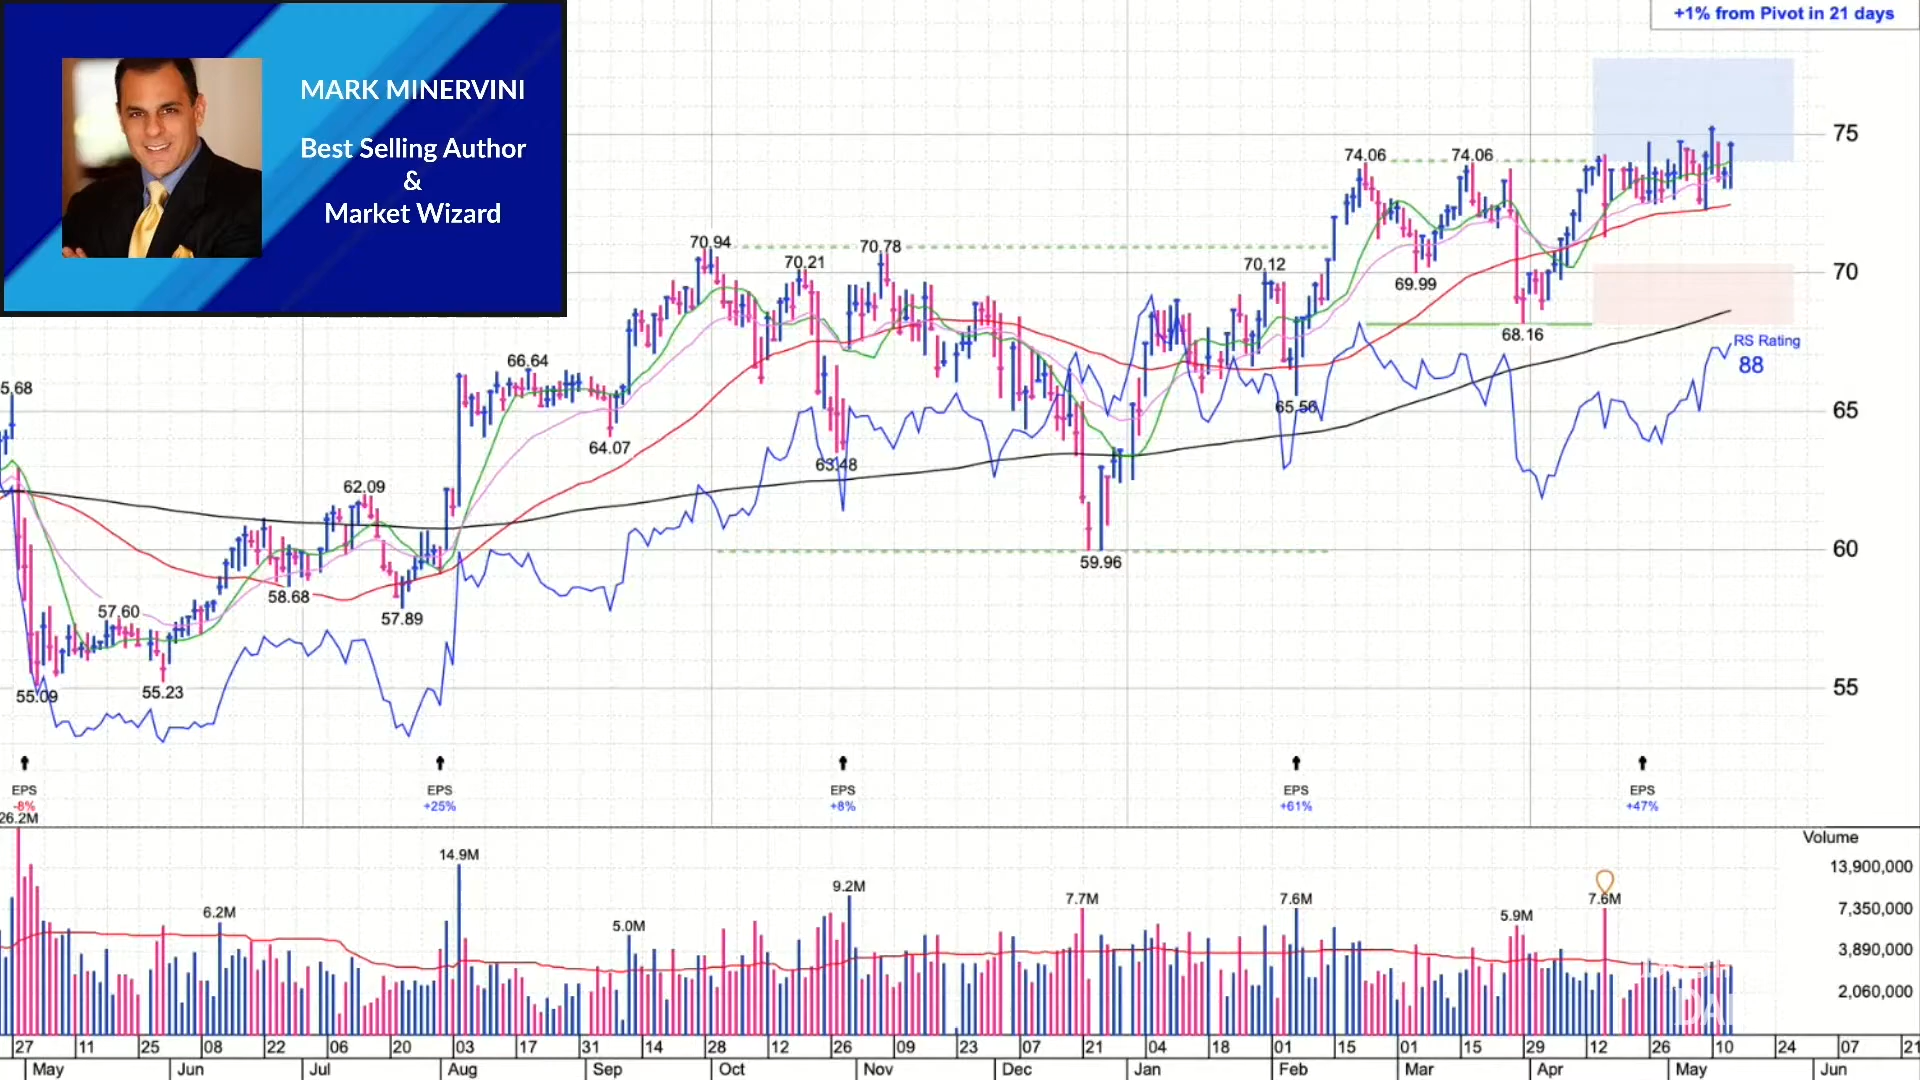 +1% from Pivot in 21 days
MARK MINERVINI
Best Selling Author
&
Market Wizard
75
74.06
74.06
70.94
70.78
70.21
70.12
70
69.99
68.16
RS Rating
88
66.64
5.68
65.56
65
64.07
63.48
62.09
60
59.96
58.68
57.60
57.89
55.09
55.23
55
EPS
-8%
EPS
+25%
EPS
+8%
EPS
+61%
EPS
+47%
26.2M
Volume
14.9M
13,900,000
9.2M
7.7M
7.6M
7.6M
7,350,000
6.2M
5.0M
5.9M
3,890,000
2,060,000
DAI
27 11 25 08 22 06 20 03 17 31 14 28 12 26 09 23 07 21 04 18 01 15 01 15 29 12 26 10 24 07 21
May Jun Jul Aug Sep Oct Nov Dec Jan Feb Mar Apr May Jun